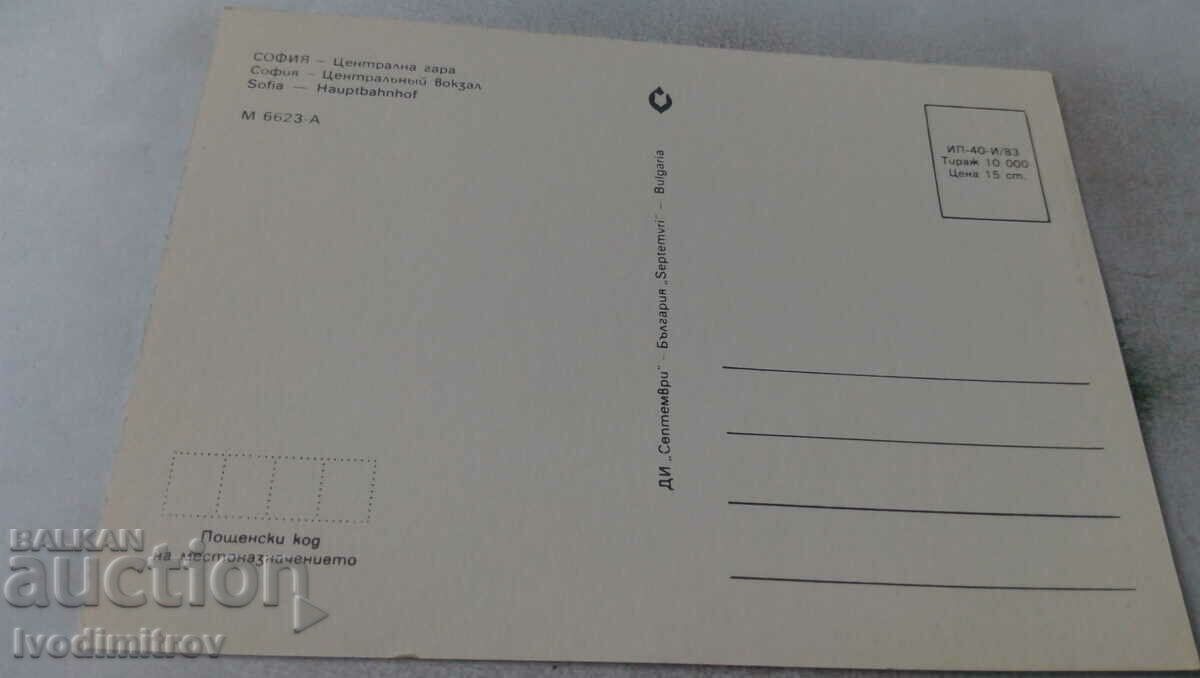 СОФИЯ – Централна гара
София – Центральный вокзал
Sofia — Hauptbahnhof
М 6623-А
ДИ „Септември" – България „Septemvri" – Bulgaria
ИП-40-И/83
Тираж 10 000
Цена 15 ст.
Пощенски код
на местоназначението
BALKAN
auction
Ivodimitrov